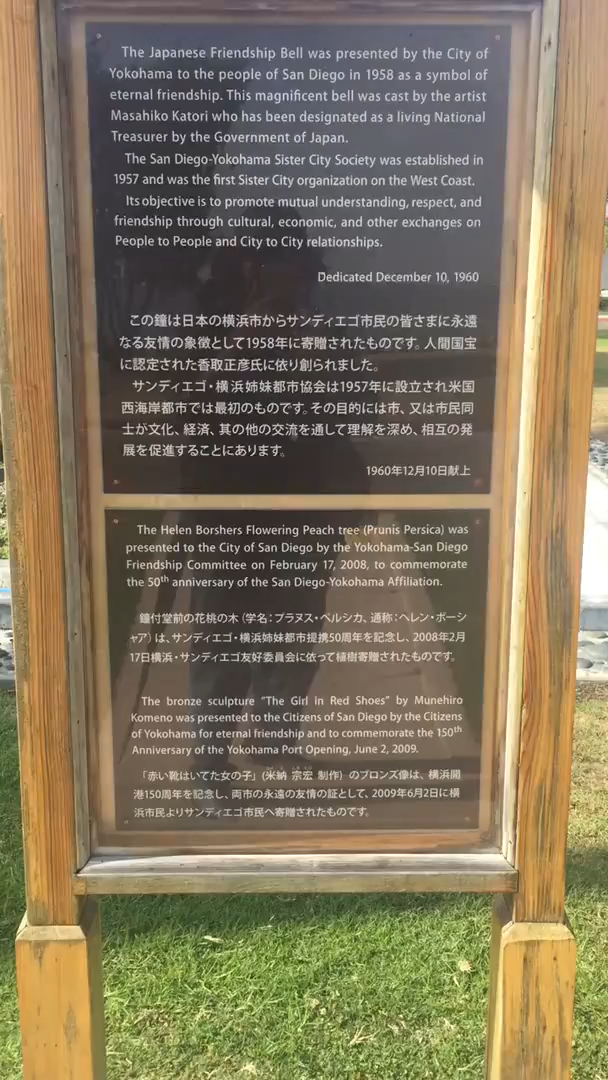 The Japanese Friendship Bell was presented by the City of
Yokohama to the people of San Diego in 1958 as a symbol of
eternal friendship. This magnificent bell was cast by the artist
Masahiko Katori who has been designated as a living National
Treasurer by the Government of Japan.
The San Diego-Yokohama Sister City Society was established in
1957 and was the first Sister City organization on the West Coast.
Its objective is to promote mutual understanding, respect, and
friendship through cultural, economic, and other exchanges on
People to People and City to City relationships.
Dedicated December 10, 1960
この鐘は日本の横浜市からサンディエゴ市民の皆さまに永遠
なる友情の象徴として1958年に寄贈されたものです。人間国宝
に認定された香取正彦氏に依り創られました。
サンディエゴ・横浜姉妹都市協会は1957年に設立され米国
西海岸都市では最初のものです。その目的には市、又は市民同
士が文化、経済、其の他の交流を通して理解を深め、相互の発
展を促進することにあります。
1960年12月10日献上
The Helen Borshers Flowering Peach tree (Prunis Persica) was
presented to the City of San Diego by the Yokohama-San Diego
Friendship Committee on February 17, 2008, to commemorate
the 50th anniversary of the San Diego-Yokohama Affiliation.
鐘付堂前の花桃の木（学名：プラヌス・ペルシカ、通称：ヘレン・ボーシ
ャア）は、サンディエゴ・横浜姉妹都市提携50周年を記念し、2008年2月
17日横浜・サンディエゴ友好委員会に依って植樹寄贈されたものです。
The bronze sculpture "The Girl in Red Shoes" by Munehiro
Komeno was presented to the Citizens of San Diego by the Citizens
of Yokohama for eternal friendship and to commemorate the 150th
Anniversary of the Yokohama Port Opening, June 2, 2009.
「赤い靴はいてた女の子」（米納 宗宏 制作）のブロンズ像は、横浜開
港150周年を記念し、両市の永遠の友情の証として、2009年6月2日に横
浜市民よりサンディエゴ市民へ寄贈されたものです。